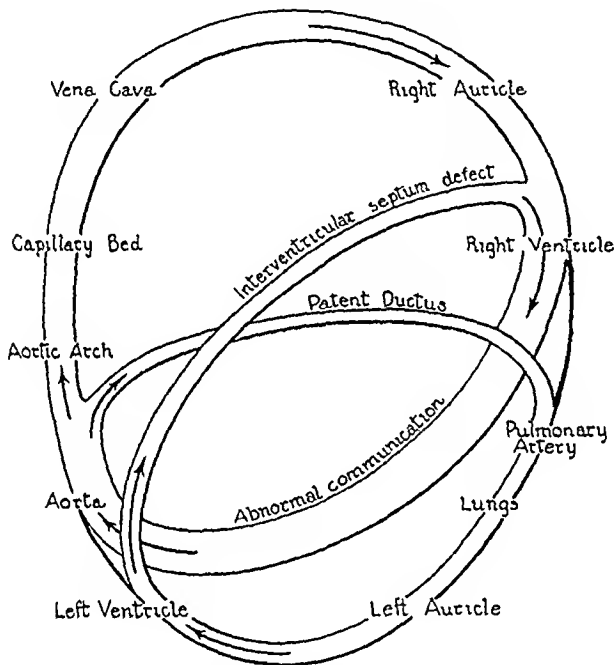 Vena Cava
Right Auricle
Interventricular septum defect
Capillary Bed
Right Ventricle
Patent Ductus
Aortic Arch
Pulmonary
Artery
Abnormal communication
Aorta
Lungs
Left Ventricle
Left Auricle